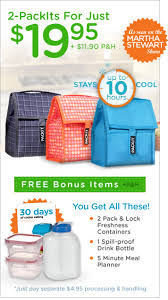 2-PackIts For Just
$19.95
+ $11.90 P&H
As seen on the
MARTHA
STEWART
Show
STAYS
up to
10
hours
COOL
PACKIT
FREE Bonus Items +P&H
30 days
You Get All These!
• 2 Pack & Lock
Freshness
Containers
• 1 Spill-proof
Drink Bottle
• 5 Minute Meal
Planner
*Just pay separate $4.95 processing & handling